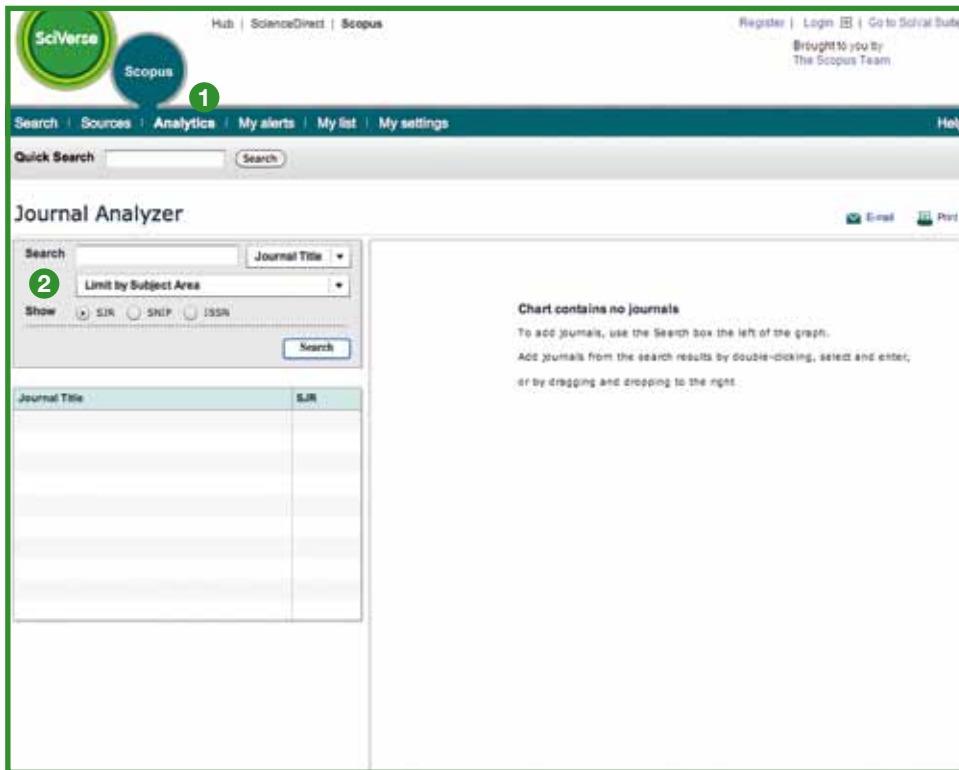 SciVerse
Scopus
Hub | ScienceDirect | Scopus
Register | Login | Go to SciVal Suite
Brought to you by
The Scopus Team
1
Search | Sources | Analytics | My alerts | My list | My settings
Help
Quick Search
Search
Journal Analyzer
E-mail Print
Search
Journal Title
2
Limit by Subject Area
Show SJR SNIP ISSN
Search
Journal Title SJR
Chart contains no journals
To add journals, use the Search box the left of the graph.
Add journals from the search results by double-clicking, select and enter,
or by dragging and dropping to the right